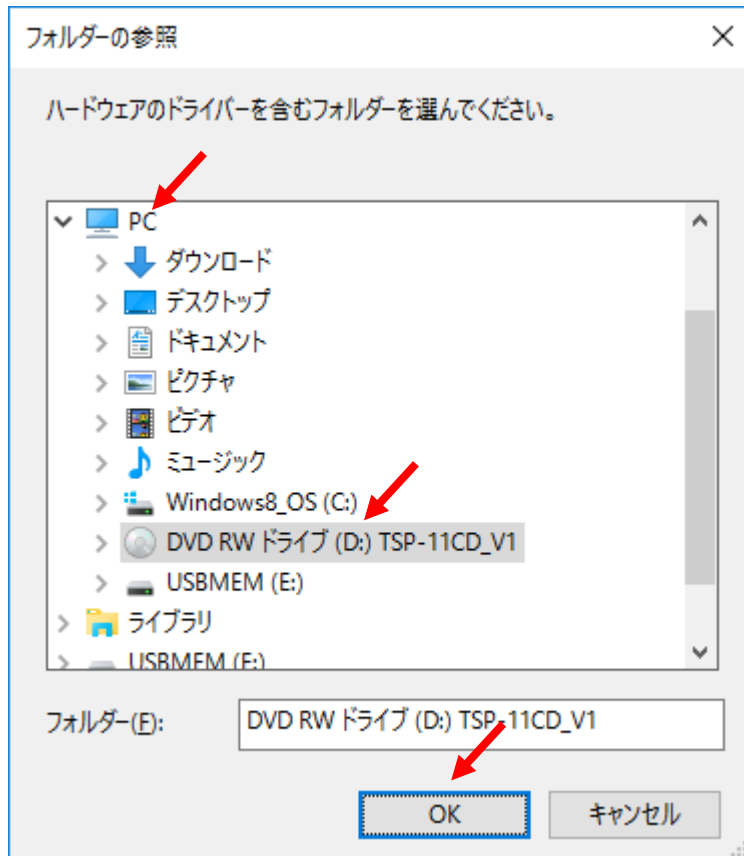 フォルダーの参照
ハードウェアのドライバーを含むフォルダーを選んでください。
PC
ダウンロード
デスクトップ
ドキュメント
ピクチャ
ビデオ
ミュージック
Windows8_OS (C:)
DVD RW ドライブ (D:) TSP-11CD_V1
USBMEM (E:)
ライブラリ
USBMEM (E:)
フォルダー(F): DVD RW ドライブ (D:) TSP-11CD_V1
OK キャンセル